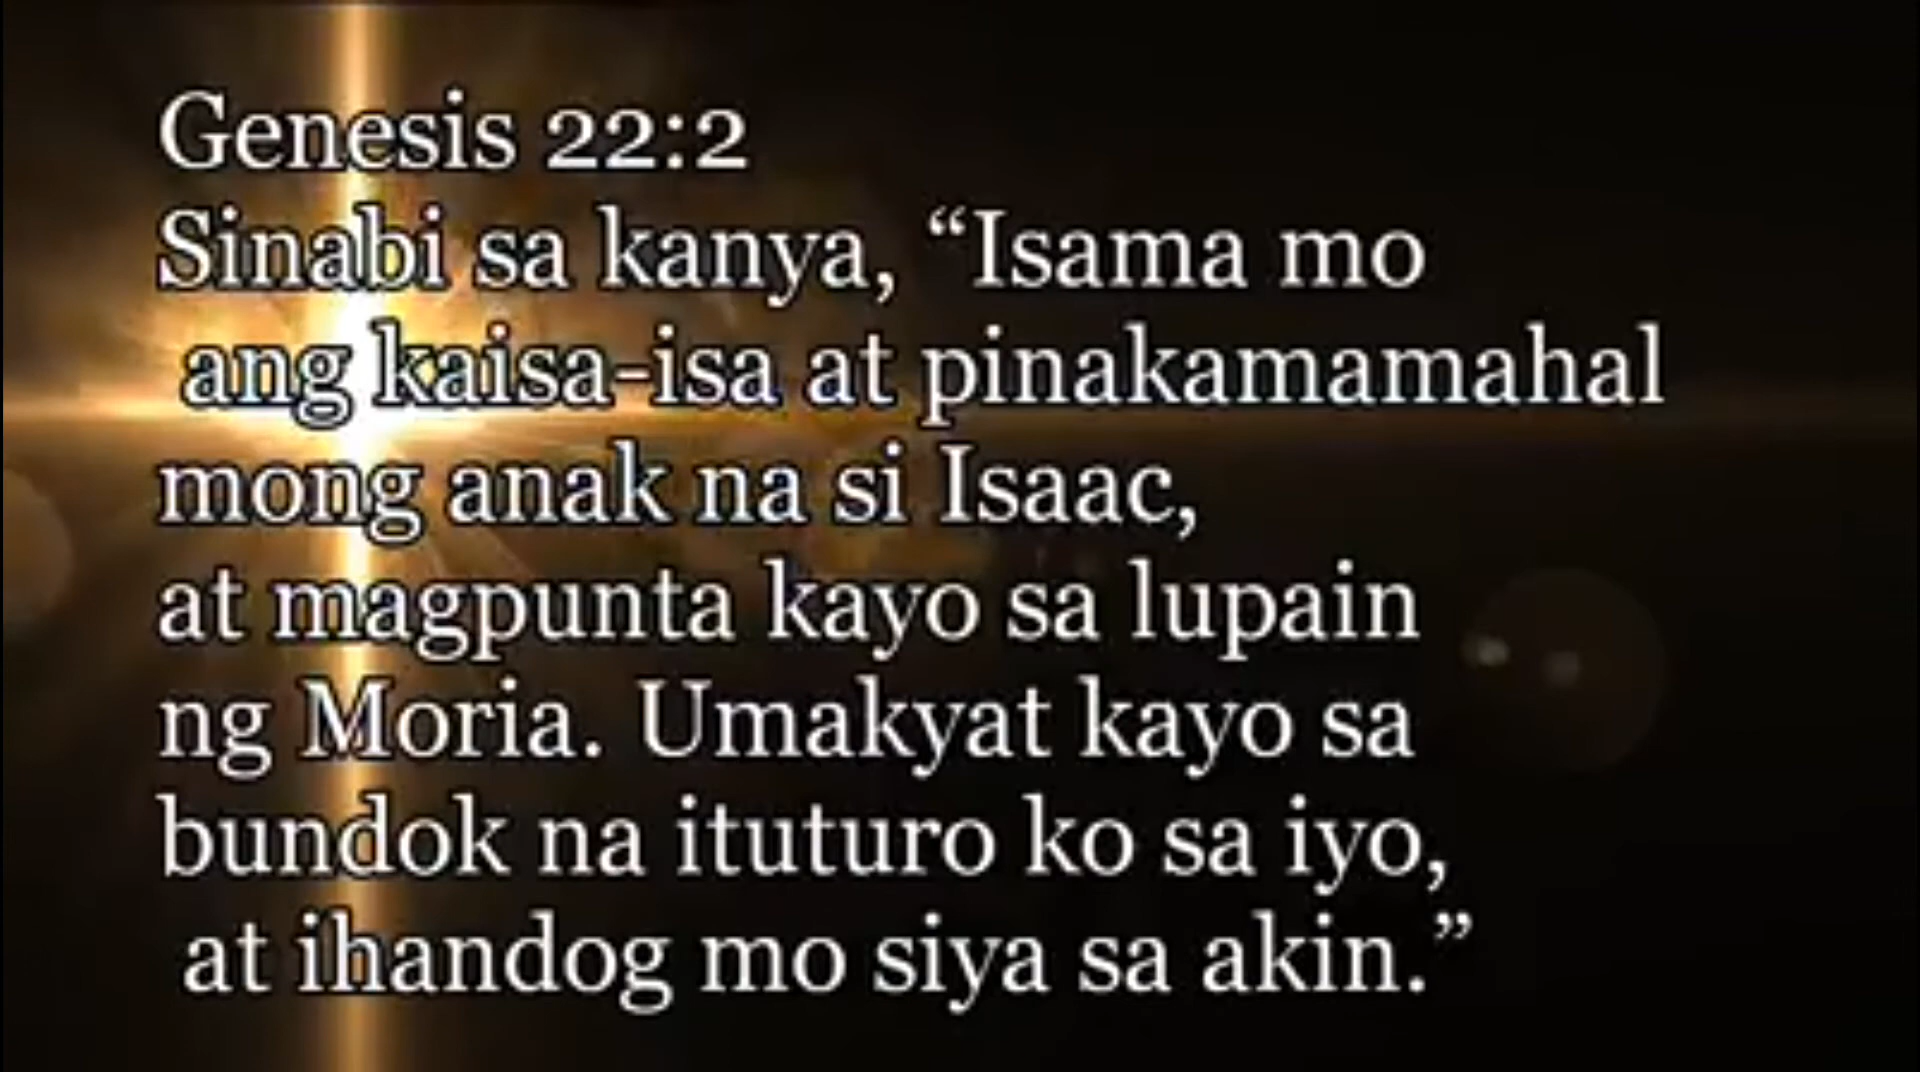 Genesis 22:2
Sinabi sa kanya, “Isama mo
ang kaisa-isa at pinakamamahal
mong anak na si Isaac,
at magpunta kayo sa lupain
ng Moria. Umakyat kayo sa
bundok na ituturo ko sa iyo,
at ihandog mo siya sa akin.”